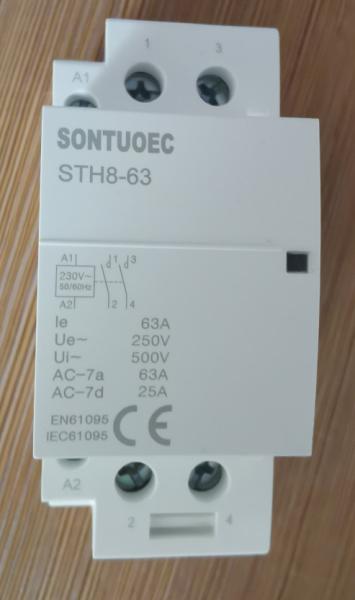 1 3
A1
SONTUOEC
STH8-63
A1 1 3
230V~
50/60Hz
A2 2 4
Ie 63A
Ue~ 250V
Ui~ 500V
AC-7a 63A
AC-7d 25A
EN61095
IEC61095 CE
A2
2 4